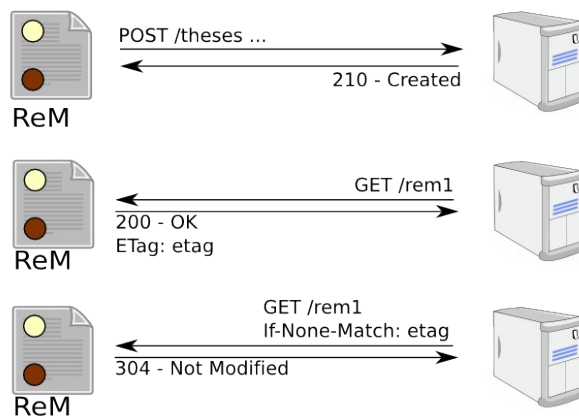 POST /theses ...
210 - Created
ReM
GET /rem1
200 - OK
ETag: etag
ReM
GET /rem1
If-None-Match: etag
304 - Not Modified
ReM